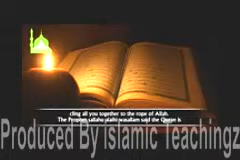 cling all you together to the rope of Allah.
The Prophet sallaho alaihi wasallam said the Quran is
Produced By Islamic Teachingz